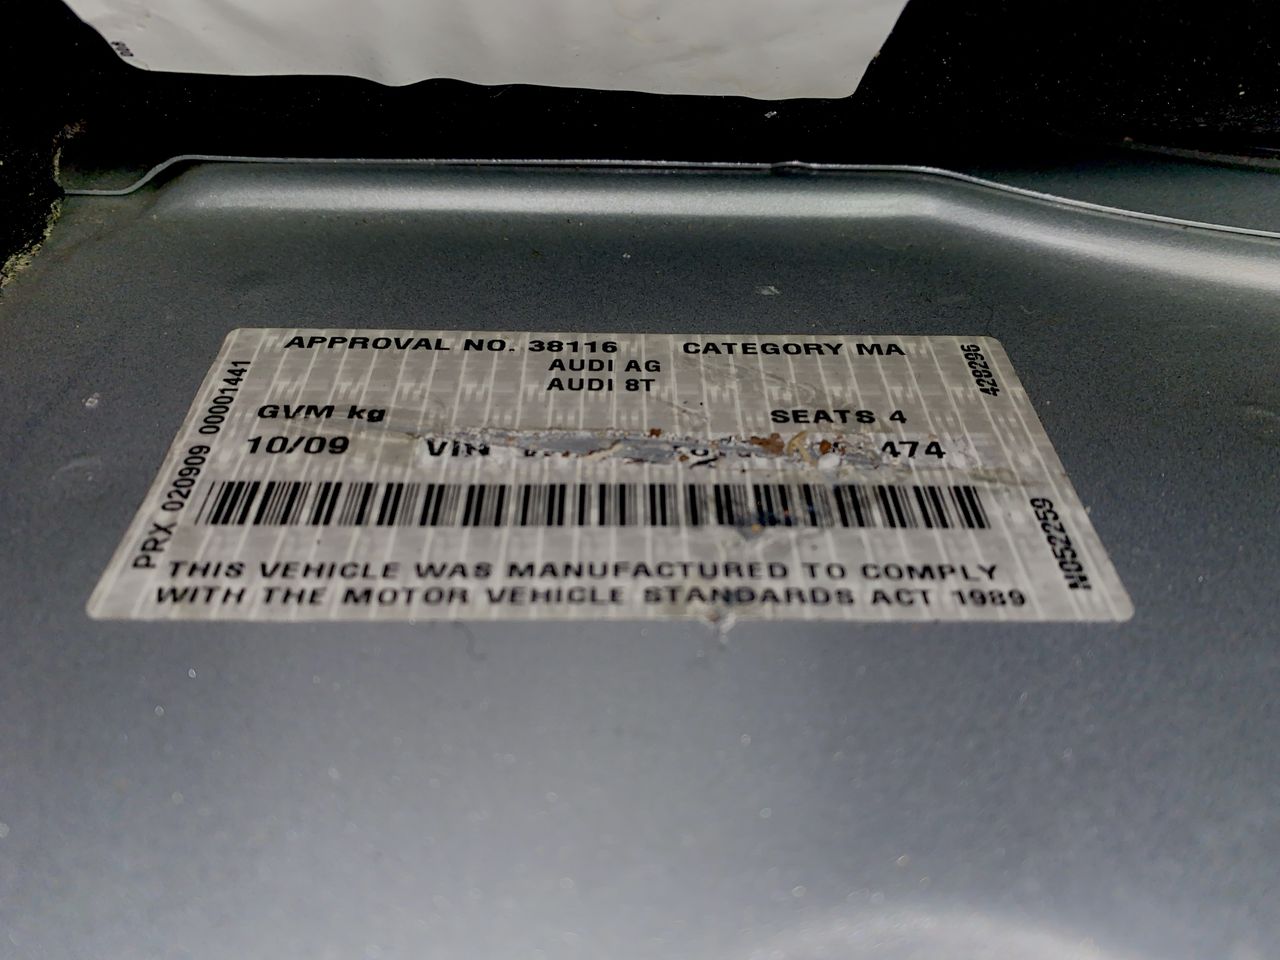 APPROVAL NO. 38116 CATEGORY MA
AUDI AG
AUDI 8T
GVM kg SEATS 4
10/09 VIN 474
THIS VEHICLE WAS MANUFACTURED TO COMPLY
WITH THE MOTOR VEHICLE STANDARDS ACT 1989
PRX 020909 00001441
428296
M0522259